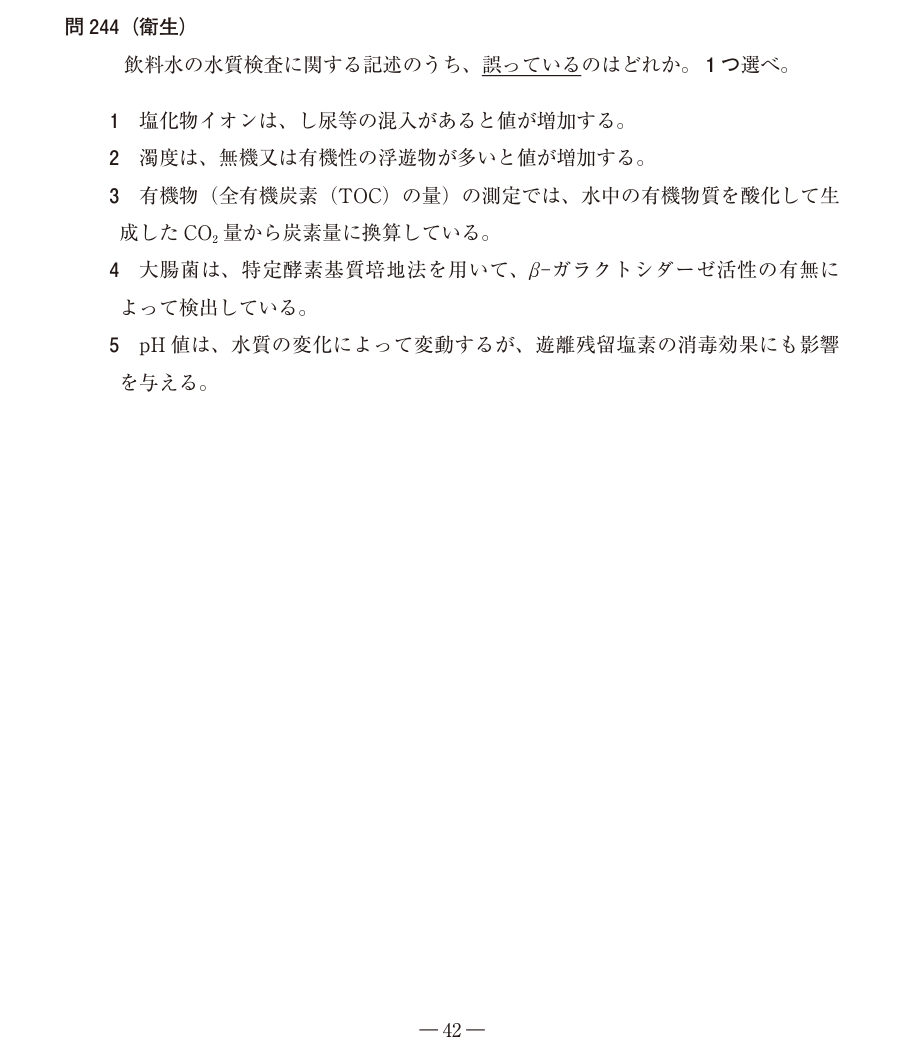 問 244（衛生）
飲料水の水質検査に関する記述のうち、誤っているのはどれか。1つ選べ。
1　塩化物イオンは、し尿等の混入があると値が増加する。
2　濁度は、無機又は有機性の浮遊物が多いと値が増加する。
3　有機物（全有機炭素（TOC）の量）の測定では、水中の有機物質を酸化して生
成した CO₂ 量から炭素量に換算している。
4　大腸菌は、特定酵素基質培地法を用いて、β-ガラクトシダーゼ活性の有無に
よって検出している。
5　pH 値は、水質の変化によって変動するが、遊離残留塩素の消毒効果にも影響
を与える。
― 42 ―